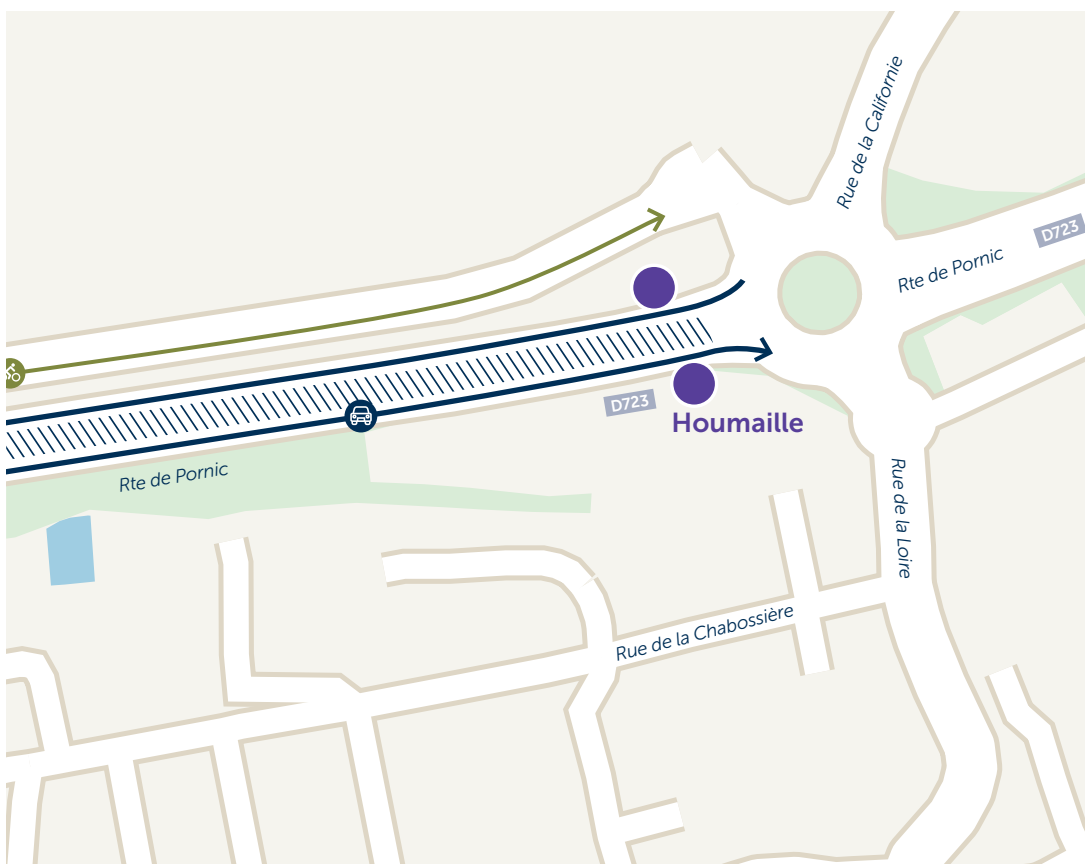 Rue de la Californie
D723
Rte de Pornic
D723
Houmaille
Rte de Pornic
Rue de la Loire
Rue de la Chabossière